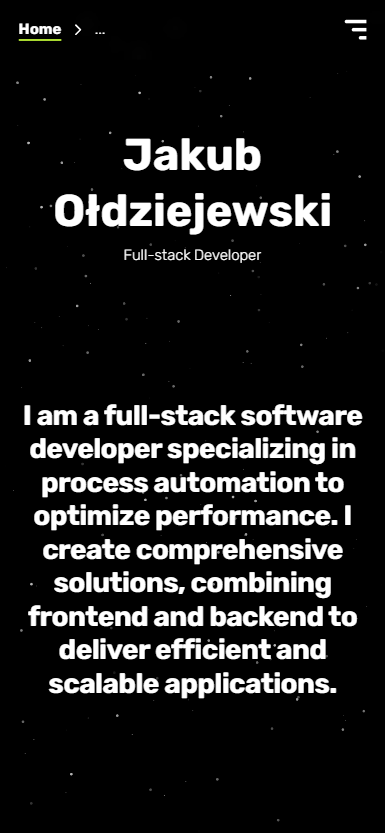 Home > ...
Jakub
Ołdziejewski
Full-stack Developer
I am a full-stack software
developer specializing in
process automation to
optimize performance. I
create comprehensive
solutions, combining
frontend and backend to
deliver efficient and
scalable applications.